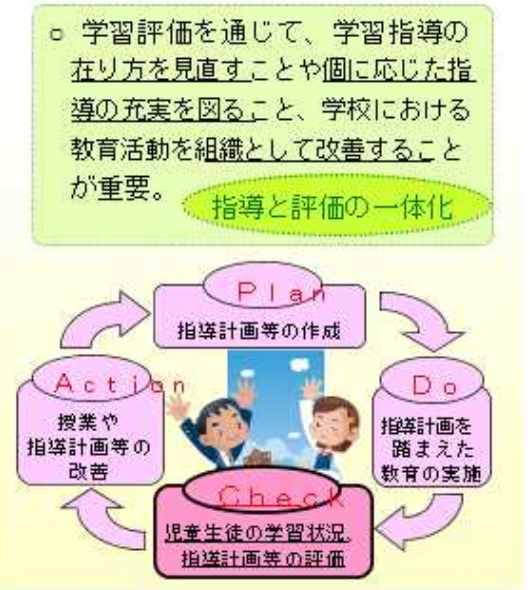 ○ 学習評価を通じて、学習指導の
在り方を見直すことや個に応じた指
導の充実を図ること、学校における
教育活動を組織として改善すること
が重要。
指導と評価の一体化
Plan
指導計画等の作成
Action
授業や
指導計画等の
改善
Do
指導計画を
踏まえた
教育の実施
Check
児童生徒の学習状況、
指導計画等の評価